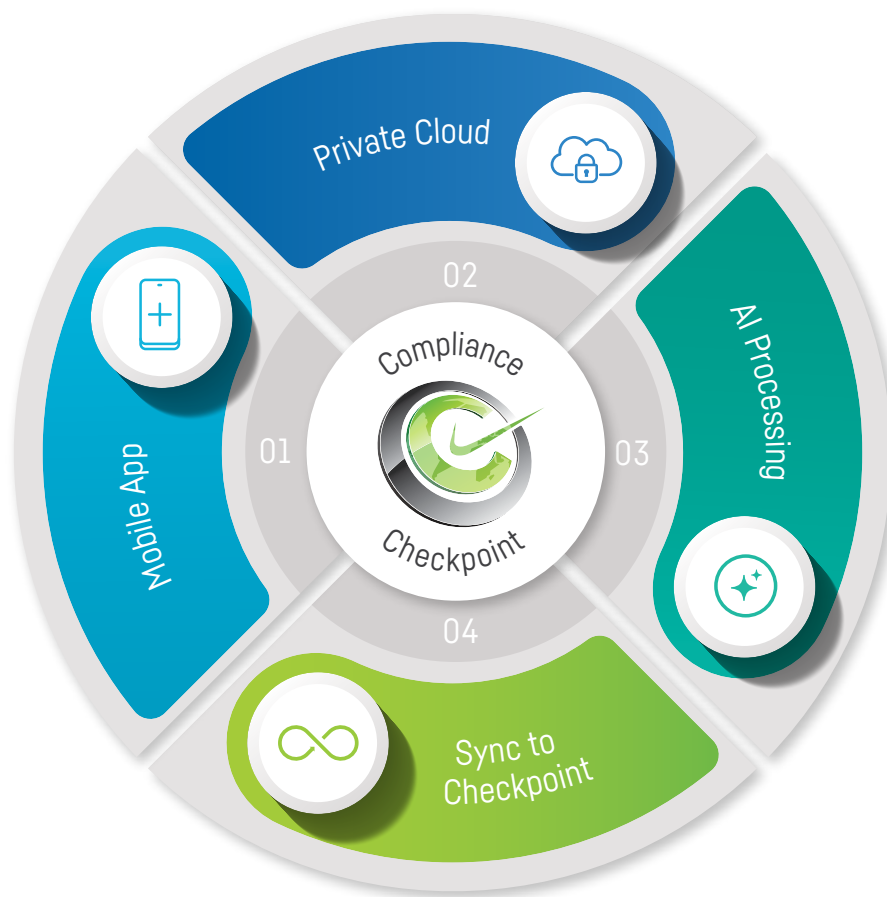 Compliance
Checkpoint
01
Mobile App
02
Private Cloud
03
AI Processing
04
Sync to
Checkpoint